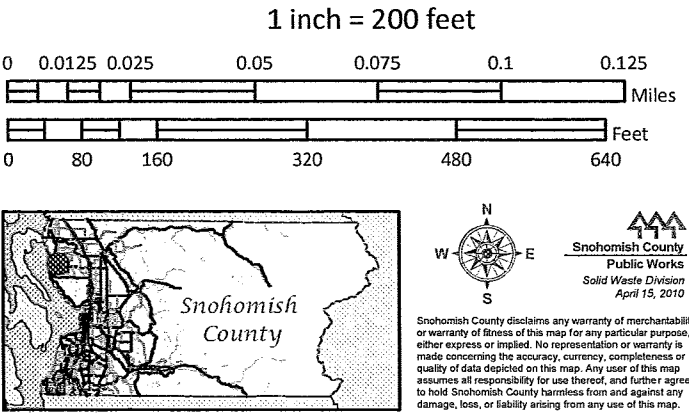 1 inch = 200 feet
0 0.0125 0.025 0.05 0.075 0.1 0.125
Miles
Feet
0 80 160 320 480 640
Snohomish
County
N
W E
S
Snohomish County
Public Works
Solid Waste Division
April 15, 2010
Snohomish County disclaims any warranty of merchantabili
or warranty of fitness of this map for any particular purpose,
either express or implied. No representation or warranty is
made concerning the accuracy, currency, completeness or
quality of data depicted on this map. Any user of this map
assumes all responsibility for use thereof, and further agree
to hold Snohomish County harmless from and against any
damage, loss, or liability arising from any use of this map.